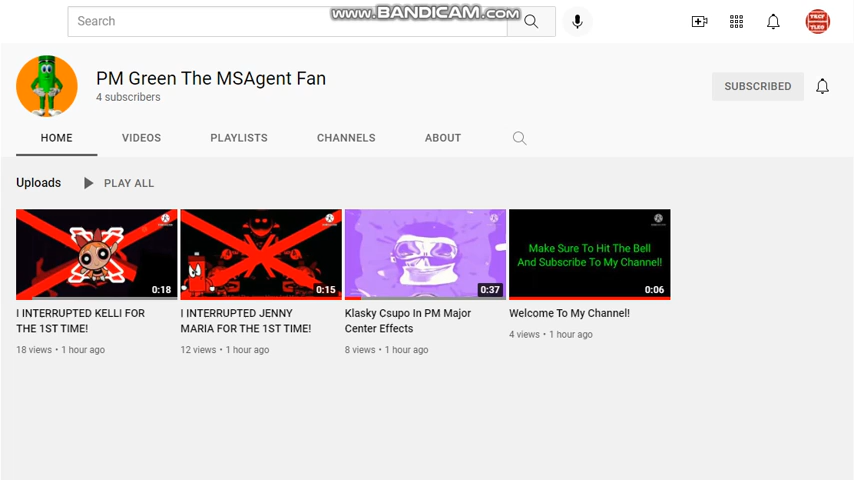 www.BANDICAM.com
Search
PM Green The MSAgent Fan
4 subscribers
SUBSCRIBED
HOME
VIDEOS
PLAYLISTS
CHANNELS
ABOUT
Uploads
PLAY ALL
0:18
0:15
0:37
Make Sure To Hit The Bell
And Subscribe To My Channel!
0:06
I INTERRUPTED KELLI FOR
THE 1ST TIME!
18 views • 1 hour ago
I INTERRUPTED JENNY
MARIA FOR THE 1ST TIME!
12 views • 1 hour ago
Klasky Csupo In PM Major
Center Effects
8 views • 1 hour ago
Welcome To My Channel!
4 views • 1 hour ago